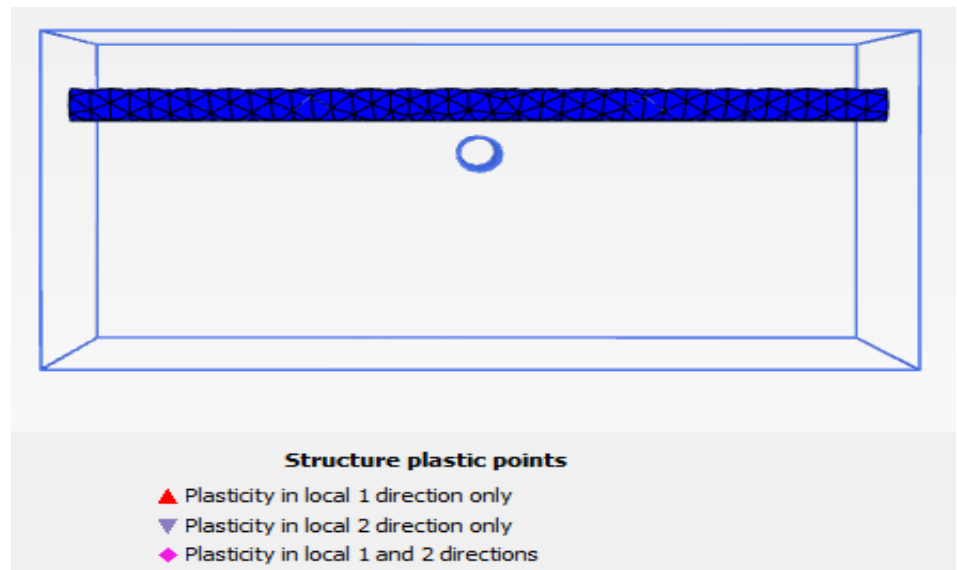 Structure plastic points
Plasticity in local 1 direction only
Plasticity in local 2 direction only
Plasticity in local 1 and 2 directions